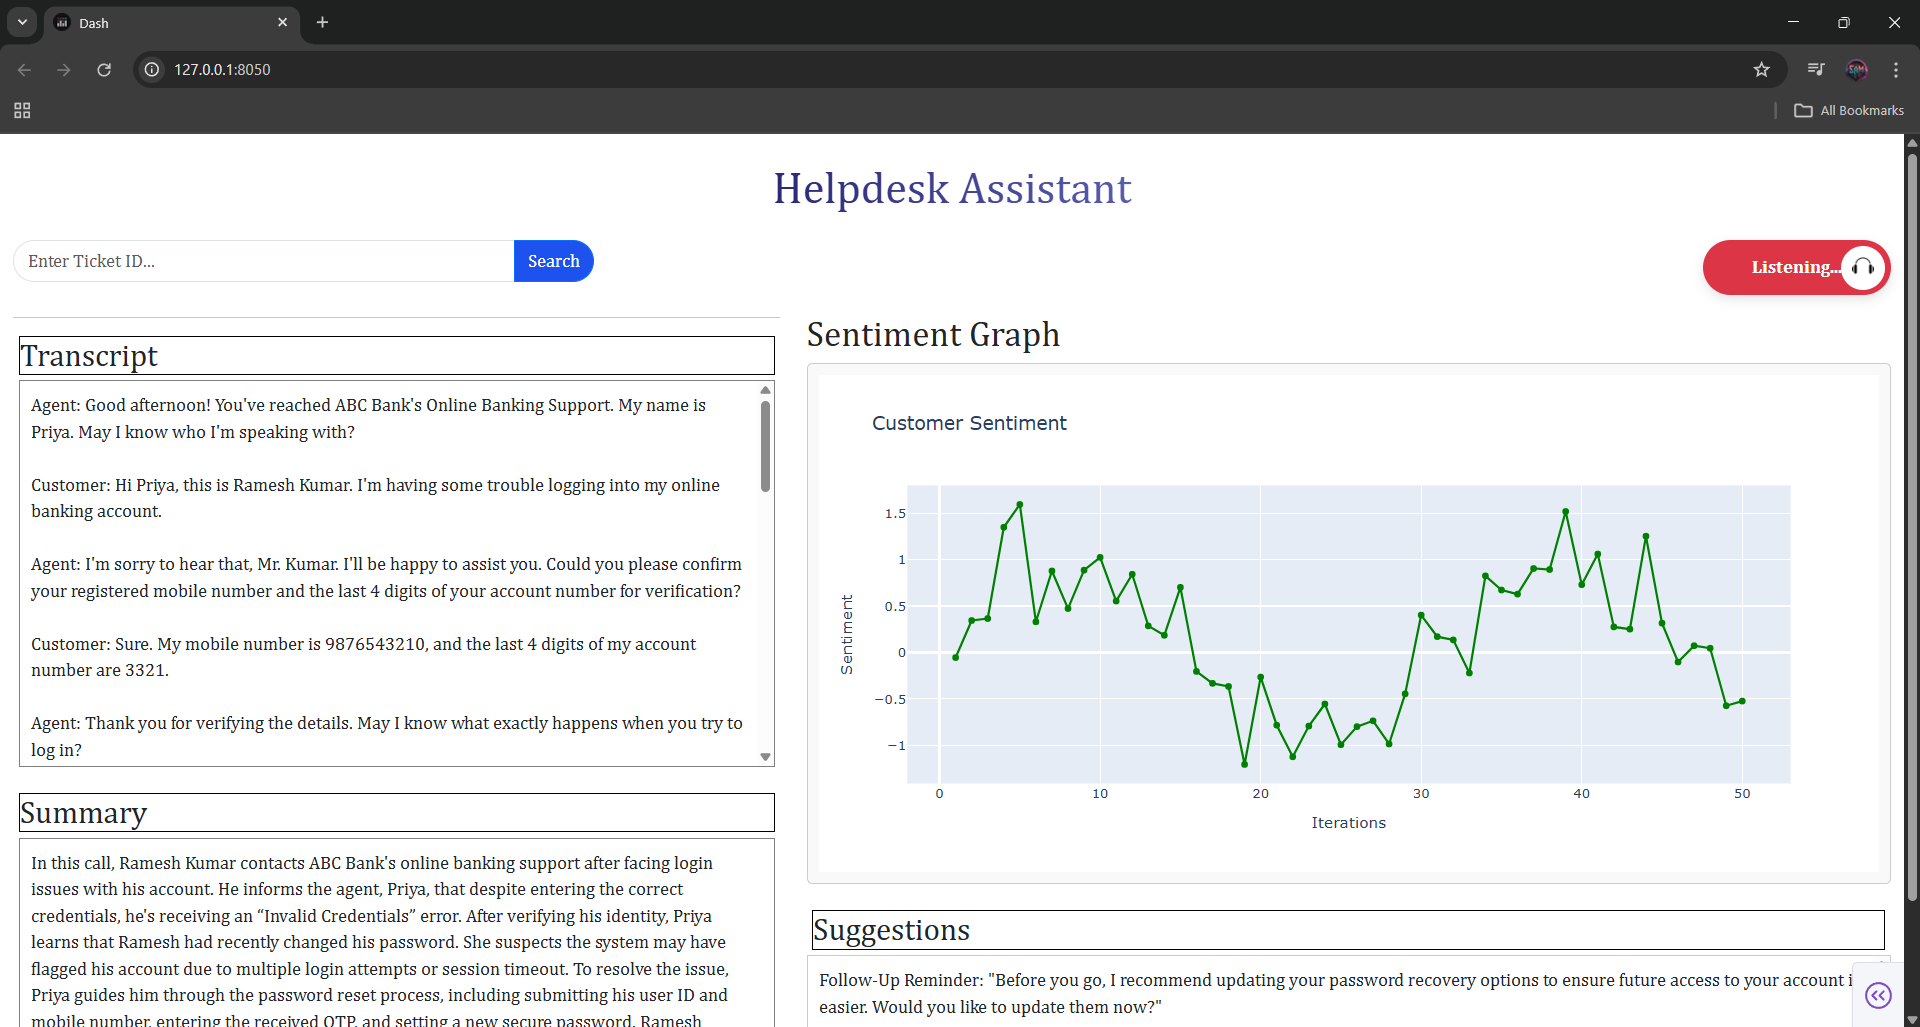 Dash
127.0.0.1:8050
All Bookmarks
Helpdesk Assistant
Enter Ticket ID...
Search
Listening...
Transcript
Agent: Good afternoon! You've reached ABC Bank's Online Banking Support. My name is
Priya. May I know who I'm speaking with?
Customer: Hi Priya, this is Ramesh Kumar. I'm having some trouble logging into my online
banking account.
Agent: I'm sorry to hear that, Mr. Kumar. I'll be happy to assist you. Could you please confirm
your registered mobile number and the last 4 digits of your account number for verification?
Customer: Sure. My mobile number is 9876543210, and the last 4 digits of my account
number are 3321.
Agent: Thank you for verifying the details. May I know what exactly happens when you try to
log in?
Summary
In this call, Ramesh Kumar contacts ABC Bank's online banking support after facing login
issues with his account. He informs the agent, Priya, that despite entering the correct
credentials, he's receiving an “Invalid Credentials” error. After verifying his identity, Priya
learns that Ramesh had recently changed his password. She suspects the system may have
flagged his account due to multiple login attempts or session timeout. To resolve the issue,
Priya guides him through the password reset process, including submitting his user ID and
mobile number, entering the received OTP, and setting a new secure password. Ramesh
Sentiment Graph
Customer Sentiment
Sentiment
1.5
1
0.5
0
−0.5
−1
0 10 20 30 40 50
Iterations
Suggestions
Follow-Up Reminder: "Before you go, I recommend updating your password recovery options to ensure future access to your account
easier. Would you like to update them now?"